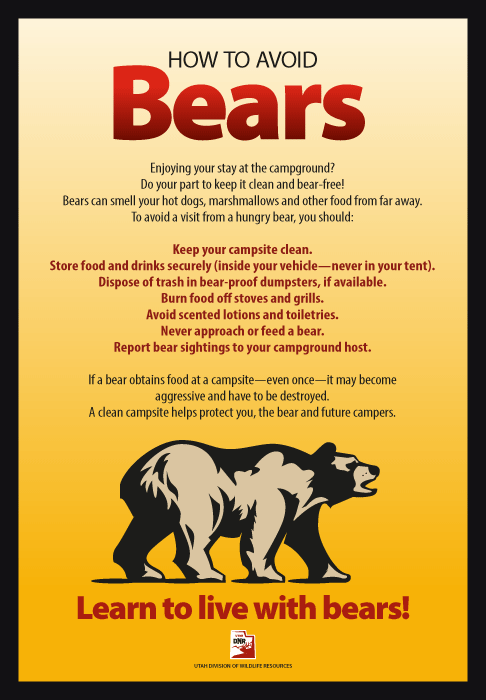 HOW TO AVOID
Bears
Enjoying your stay at the campground?
Do your part to keep it clean and bear-free!
Bears can smell your hot dogs, marshmallows and other food from far away.
To avoid a visit from a hungry bear, you should:
Keep your campsite clean.
Store food and drinks securely (inside your vehicle—never in your tent).
Dispose of trash in bear-proof dumpsters, if available.
Burn food off stoves and grills.
Avoid scented lotions and toiletries.
Never approach or feed a bear.
Report bear sightings to your campground host.
If a bear obtains food at a campsite—even once—it may become
aggressive and have to be destroyed.
A clean campsite helps protect you, the bear and future campers.
Learn to live with bears!
UTAH
DNR
UTAH DIVISION OF WILDLIFE RESOURCES